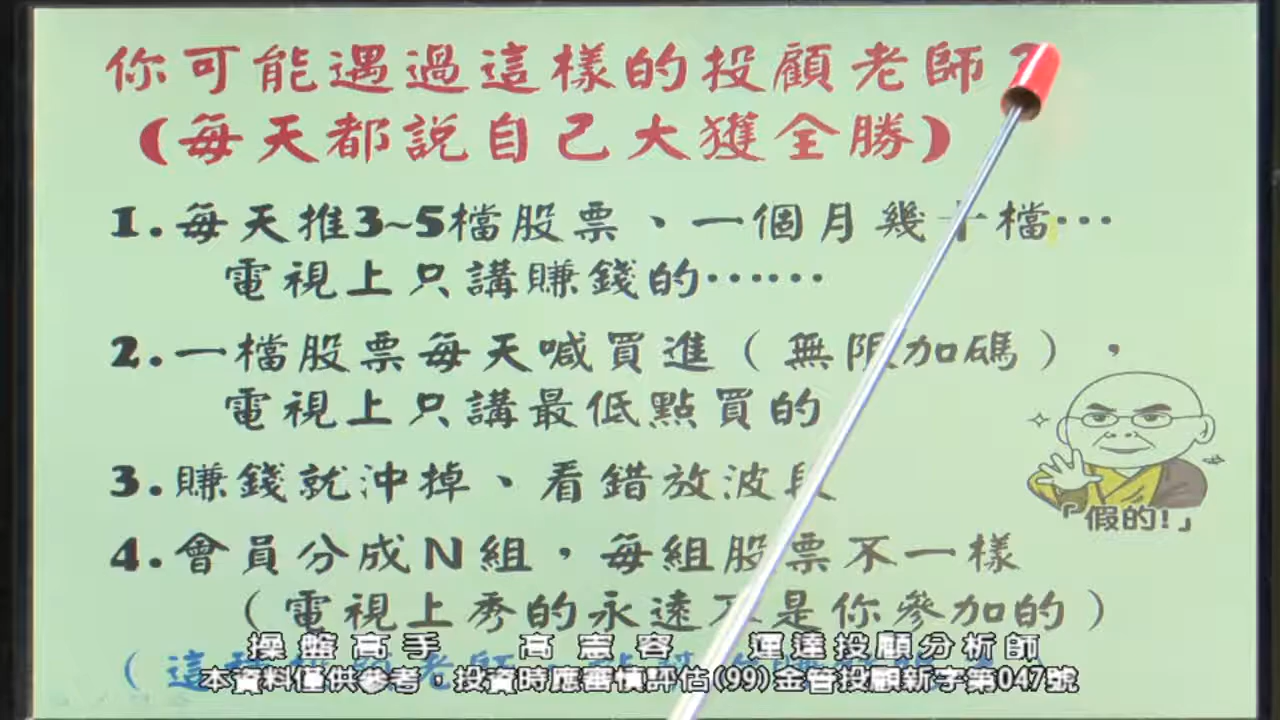 你可能遇過這樣的投顧老師?
(每天都說自己大獲全勝)
1.每天推3~5檔股票、一個月幾十檔…
電視上只講賺錢的……
2.一檔股票每天喊買進(無限加碼),
電視上只講最低點買的
3.賺錢就沖掉、看錯放波段
4.會員分成N組,每組股票不一樣
(電視上秀的永遠不是你參加的)
「假的!」
操盤高手 高憲容 運達投顧分析師
本資料僅供參考,投資時應審慎評估(99)金管投顧新字第047號